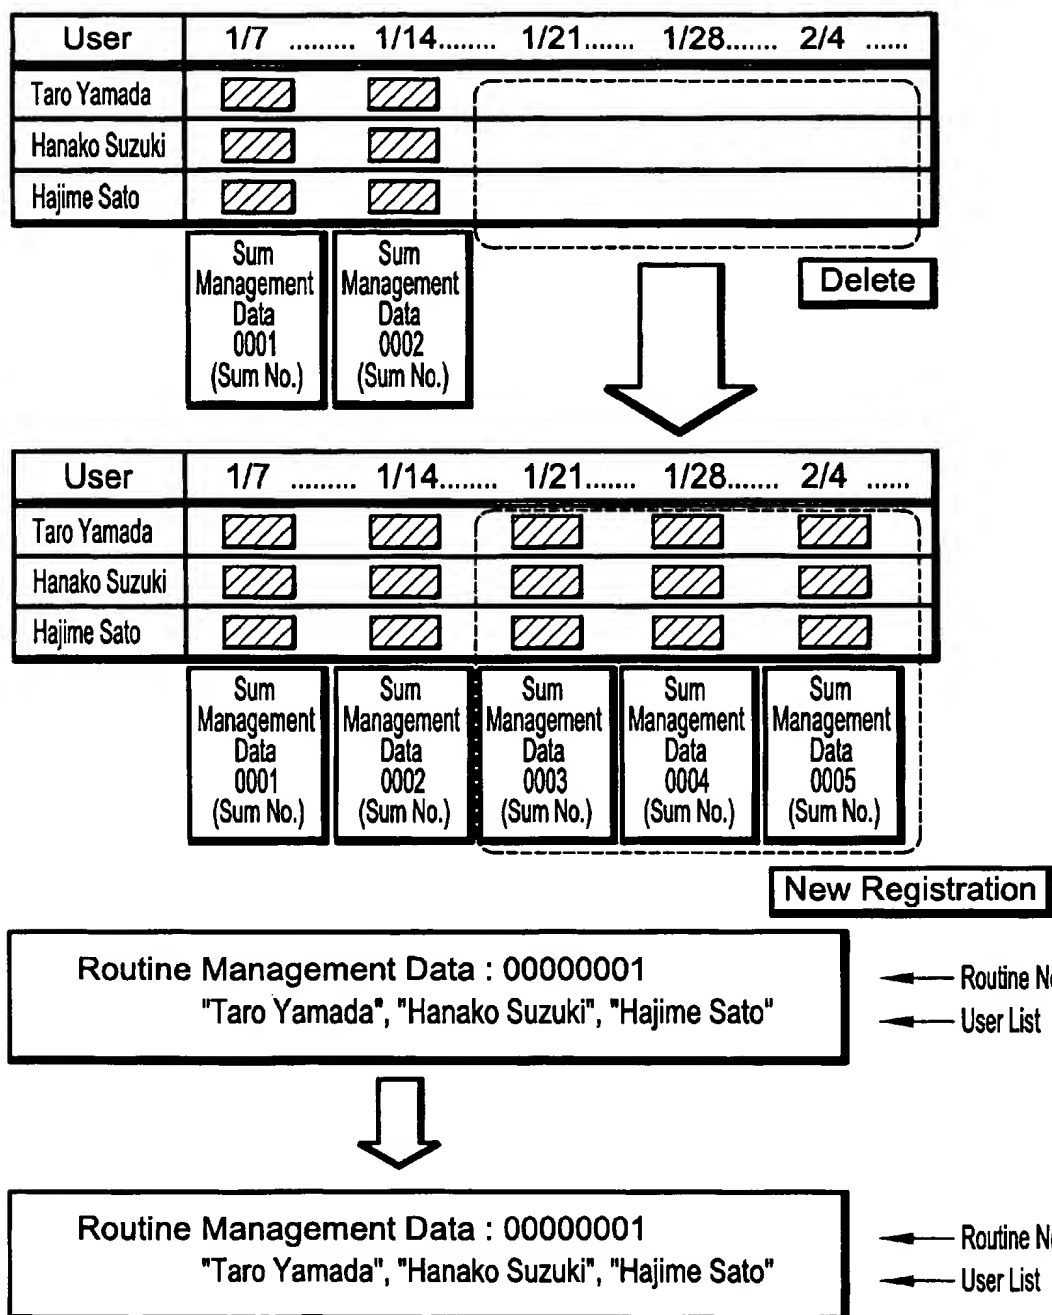 User 1/7 ......... 1/14........ 1/21....... 1/28....... 2/4 ......
Taro Yamada
Hanako Suzuki
Hajime Sato
Sum Management Data 0001 (Sum No.)
Sum Management Data 0002 (Sum No.)
Delete
User 1/7 ......... 1/14........ 1/21....... 1/28....... 2/4 ......
Taro Yamada
Hanako Suzuki
Hajime Sato
Sum Management Data 0001 (Sum No.)
Sum Management Data 0002 (Sum No.)
Sum Management Data 0003 (Sum No.)
Sum Management Data 0004 (Sum No.)
Sum Management Data 0005 (Sum No.)
New Registration
Routine Management Data : 00000001
"Taro Yamada", "Hanako Suzuki", "Hajime Sato"
Routine
User List
Routine Management Data : 00000001
"Taro Yamada", "Hanako Suzuki", "Hajime Sato"
Routine
User List